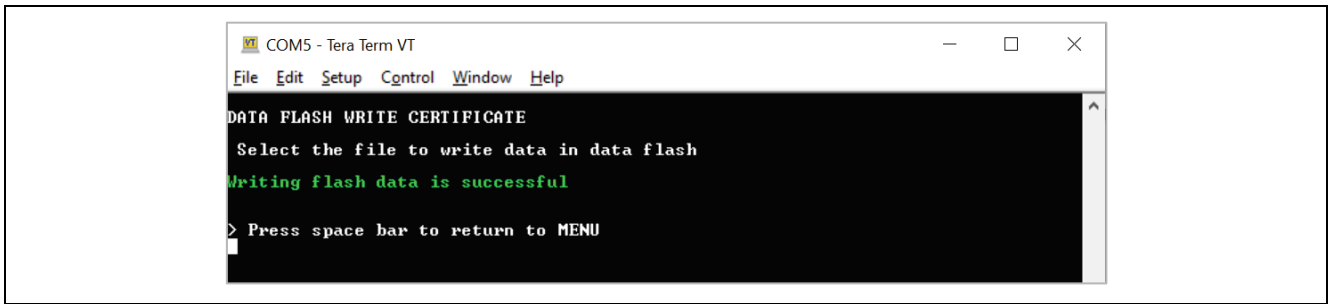 COM5 - Tera Term VT
File Edit Setup Control Window Help
DATA FLASH WRITE CERTIFICATE
Select the file to write data in data flash
Writing flash data is successful
> Press space bar to return to MENU